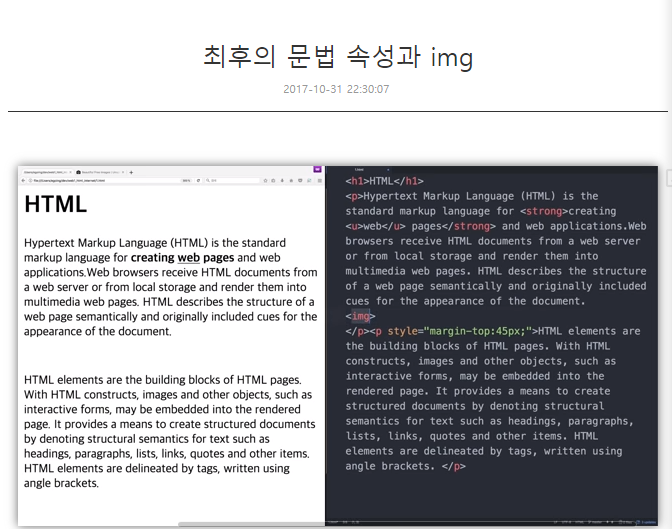 최후의 문법 속성과 img
2017-10-31 22:30:07
HTML
Hypertext Markup Language (HTML) is the standard
markup language for creating web pages and web
applications.Web browsers receive HTML documents from
a web server or from local storage and render them into
multimedia web pages. HTML describes the structure of a
web page semantically and originally included cues for the
appearance of the document.
HTML elements are the building blocks of HTML pages.
With HTML constructs, images and other objects, such as
interactive forms, may be embedded into the rendered
page. It provides a means to create structured documents
by denoting structural semantics for text such as
headings, paragraphs, lists, links, quotes and other items.
HTML elements are delineated by tags, written using
angle brackets.
<h1>HTML</h1>
<p>Hypertext Markup Language (HTML) is the
standard markup language for <strong>creating
<u>web</u> pages</strong> and web applications.Web
browsers receive HTML documents from a web server
or from local storage and render them into
multimedia web pages. HTML describes the structure
of a web page semantically and originally included
cues for the appearance of the document.
<img>
</p><p style="margin-top:45px;">HTML elements are
the building blocks of HTML pages. With HTML
constructs, images and other objects, such as
interactive forms, may be embedded into the
rendered page. It provides a means to create
structured documents by denoting structural
semantics for text such as headings, paragraphs,
lists, links, quotes and other items. HTML
elements are delineated by tags, written using
angle brackets. </p>